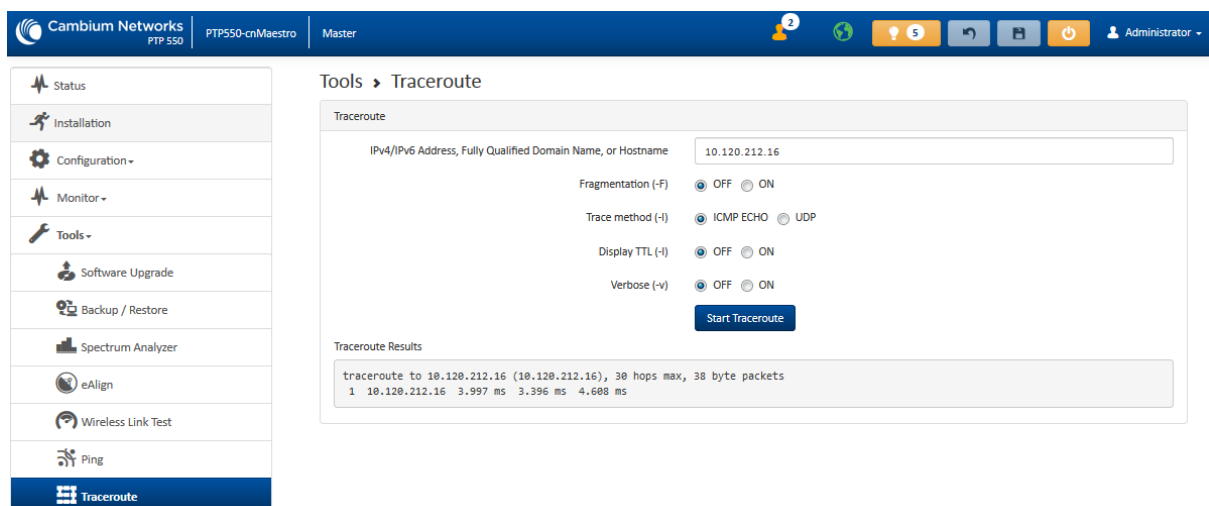 Cambium Networks
PTP 550
PTP550-cnMaestro
Master
2
5
Administrator
Status
Installation
Configuration
Monitor
Tools
Software Upgrade
Backup / Restore
Spectrum Analyzer
eAlign
Wireless Link Test
Ping
Traceroute
Tools > Traceroute
Traceroute
IPv4/IPv6 Address, Fully Qualified Domain Name, or Hostname 10.120.212.16
Fragmentation (-F) OFF ON
Trace method (-I) ICMP ECHO UDP
Display TTL (-l) OFF ON
Verbose (-v) OFF ON
Start Traceroute
Traceroute Results
traceroute to 10.120.212.16 (10.120.212.16), 30 hops max, 38 byte packets
1 10.120.212.16 3.997 ms 3.396 ms 4.608 ms